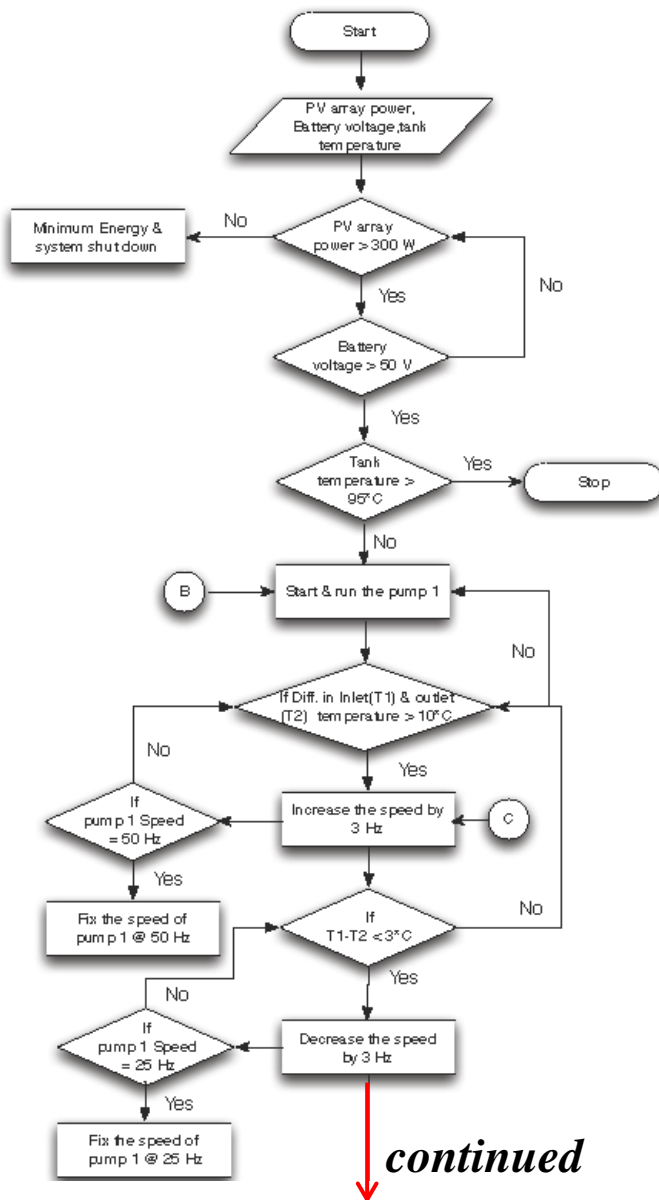 Start
PV array power,
Battery voltage,tank
temperature
PV array
power > 300 W
No
Minimum Energy &
system shut down
Yes
No
Battery
voltage > 50 V
Yes
Tank
temperature >
95°C
Yes
Stop
No
B
Start & run the pump 1
No
If Diff. in Inlet(T1) & outlet
(T2) temperature > 10°C
No
Yes
If
pump 1 Speed
= 50 Hz
Increase the speed by
3 Hz
C
Yes
Fix the speed of
pump 1 @ 50 Hz
If
T1-T2 <3°C
No
Yes
No
If
pump 1 Speed
= 25 Hz
Decrease the speed
by 3 Hz
Yes
Fix the speed of
pump 1 @ 25 Hz
continued